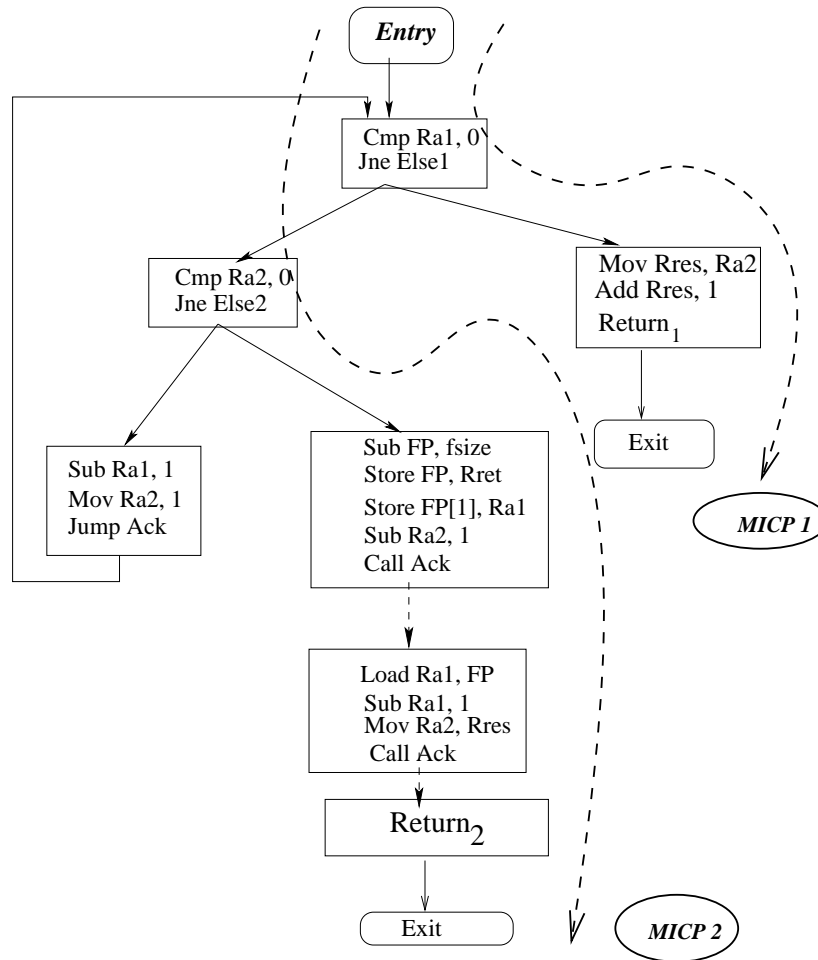 Entry
Cmp Ra1, 0
Jne Else1
Cmp Ra2, 0
Jne Else2
Mov Rres, Ra2
Add Rres, 1
Return1
Exit
Sub Ra1, 1
Mov Ra2, 1
Jump Ack
Sub FP, fsize
Store FP, Rret
Store FP[1], Ra1
Sub Ra2, 1
Call Ack
MICP 1
Load Ra1, FP
Sub Ra1, 1
Mov Ra2, Rres
Call Ack
Return2
Exit
MICP 2